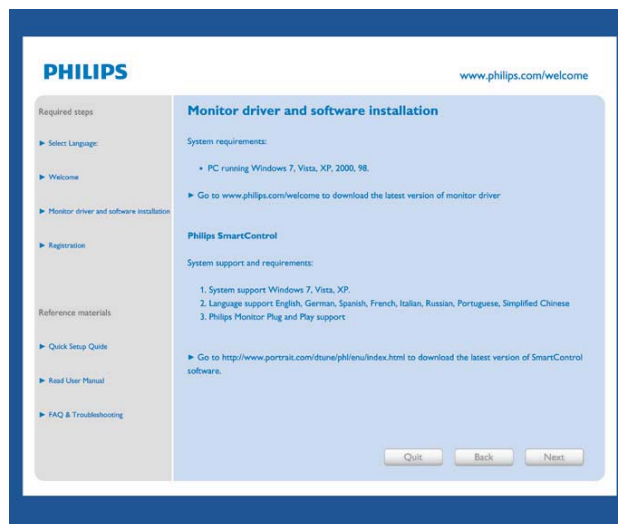 PHILIPS
www.philips.com/welcome
Required steps
► Select Language:
► Welcome
► Monitor driver and software installation
► Registration
Reference materials
► Quick Setup Quide
► Read User Manual
► FAQ & Troubleshooting
Monitor driver and software installation
System requirements:
• PC running Windows 7, Vista, XP, 2000, 98.
► Go to www.philips.com/welcome to download the latest version of monitor driver
Philips SmartControl
System support and requirements:
1. System support Windows 7, Vista, XP.
2. Language support English, German, Spanish, French, Italian, Russian, Portuguese, Simplified Chinese
3. Philips Monitor Plug and Play support
► Go to http://www.portrait.com/dtune/phl/enu/index.html to download the latest version of SmartControl
software.
Quit
Back
Next